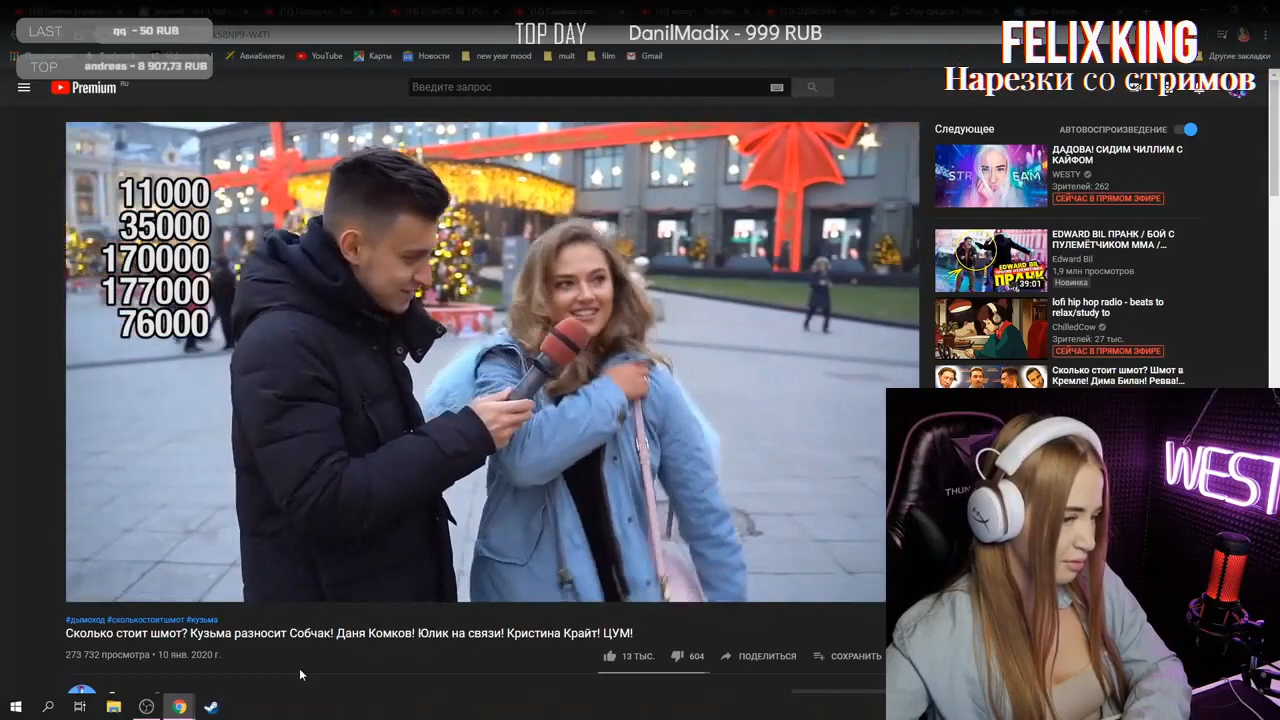 LAST qq - 50 RUB
TOP andreas - 8 907,73 RUB
TOP DAY DanilMadix - 999 RUB
FELIX KING
Нарезки со стримов
Авиабилеты
YouTube
Карты
Новости
new year mood
mult
film
Gmail
Другие закладки
Premium RU
Введите запрос
11000
35000
170000
177000
76000
Следующее
АВТОВОСПРОИЗВЕДЕНИЕ
ДАДОВА! СИДИМ ЧИЛЛИМ С
КАЙФОМ
WESTY
Зрителей: 262
СЕЙЧАС В ПРЯМОМ ЭФИРЕ
EDWARD BIL ПРАНК / БОЙ С
ПУЛЕМЁТЧИКОМ ММА /...
Edward Bil
1,9 млн просмотров
Новинка
EDWARD BIL
ПРАНК
39:01
lofi hip hop radio - beats to
relax/study to
ChilledCow
Зрителей: 27 тыс.
СЕЙЧАС В ПРЯМОМ ЭФИРЕ
Сколько стоит шмот? Шмот в
Кремле! Дима Билан! Ревва!...
THUN
WEST
#дымоход #сколькостоитшмот #кузьма
Сколько стоит шмот? Кузьма разносит Собчак! Даня Комков! Юлик на связи! Кристина Крайт! ЦУМ!
273 732 просмотра • 10 янв. 2020 г.
13 ТЫС.
604
ПОДЕЛИТЬСЯ
СОХРАНИТЬ